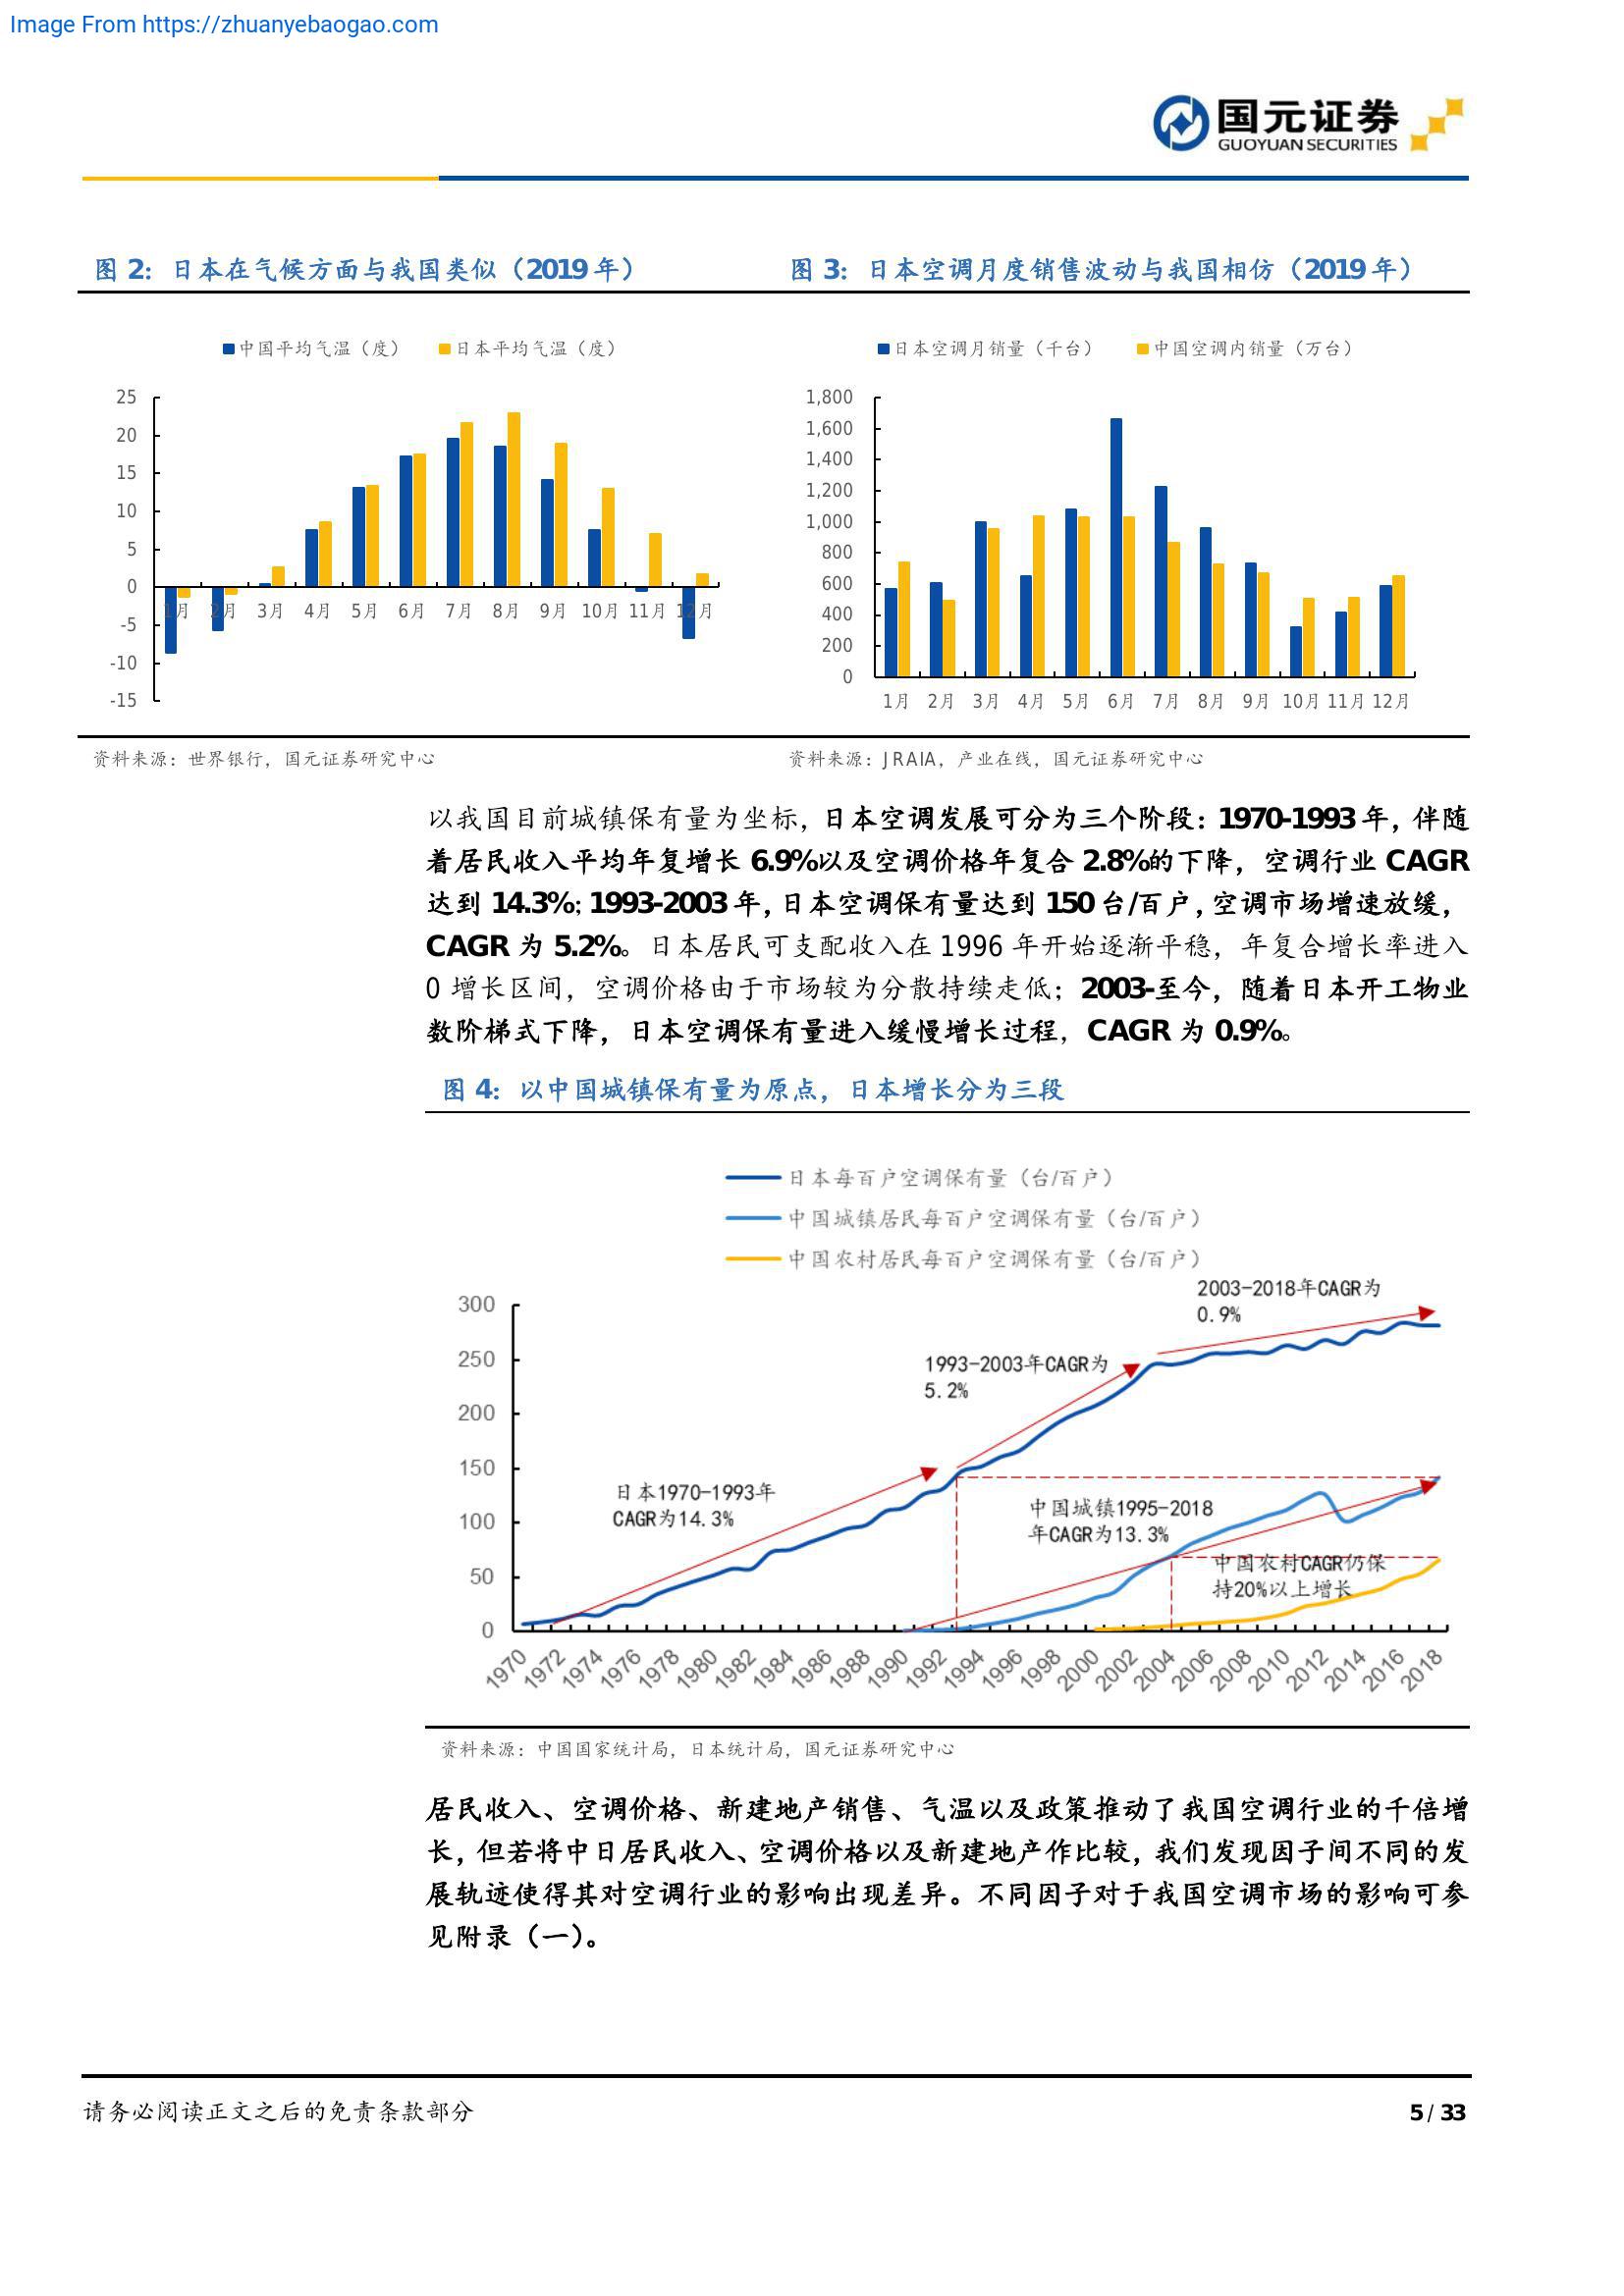 Image From https://zhuanyebaogao.com
国元证券
GUOYUAN SECURITIES
图 2：日本在气候方面与我国类似（2019 年）
中国平均气温（度） 日本平均气温（度）
25
20
15
10
5
0
-5
-10
-15
1月 2月 3月 4月 5月 6月 7月 8月 9月 10月 11月 12月
资料来源：世界银行，国元证券研究中心
图 3：日本空调月度销售波动与我国相仿（2019 年）
日本空调月销量（千台） 中国空调内销量（万台）
1,800
1,600
1,400
1,200
1,000
800
600
400
200
0
1月 2月 3月 4月 5月 6月 7月 8月 9月 10月 11月 12月
资料来源：JRAIA，产业在线，国元证券研究中心
以我国目前城镇保有量为坐标，日本空调发展可分为三个阶段：1970-1993 年，伴随
着居民收入平均年复增长 6.9%以及空调价格年复合 2.8%的下降，空调行业 CAGR
达到 14.3%；1993-2003 年，日本空调保有量达到 150 台/百户，空调市场增速放缓，
CAGR 为 5.2%。日本居民可支配收入在 1996 年开始逐渐平稳，年复合增长率进入
0 增长区间，空调价格由于市场较为分散持续走低；2003-至今，随着日本开工物业
数阶梯式下降，日本空调保有量进入缓慢增长过程，CAGR 为 0.9%。
图 4：以中国城镇保有量为原点，日本增长分为三段
日本每百户空调保有量（台/百户）
中国城镇居民每百户空调保有量（台/百户）
中国农村居民每百户空调保有量（台/百户）
300
250
200
150
100
50
0
2003-2018年CAGR为
0.9%
1993-2003年CAGR为
5.2%
日本1970-1993年
CAGR为14.3%
中国城镇1995-2018
年CAGR为13.3%
中国农村CAGR仍保
持20%以上增长
1970 1972 1974 1976 1978 1980 1982 1984 1986 1988 1990 1992 1994 1996 1998 2000 2002 2004 2006 2008 2010 2012 2014 2016 2018
资料来源：中国国家统计局，日本统计局，国元证券研究中心
居民收入、空调价格、新建地产销售、气温以及政策推动了我国空调行业的千倍增
长，但若将中日居民收入、空调价格以及新建地产作比较，我们发现因子间不同的发
展轨迹使得其对空调行业的影响出现差异。不同因子对于我国空调市场的影响可参
见附录（一）。
请务必阅读正文之后的免责条款部分
5 / 33